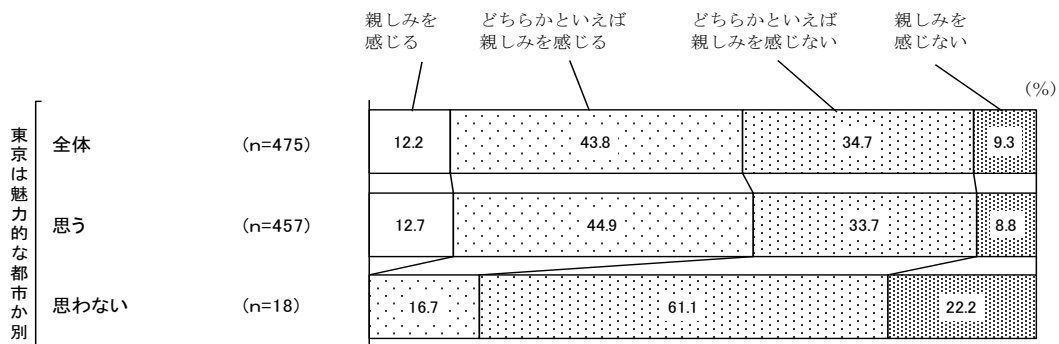 親しみを
感じる
どちらかといえば
親しみを感じる
どちらかといえば
親しみを感じない
親しみを
感じない
(%)
東京は魅力的な都市か別
全体 (n=475) 12.2 43.8 34.7 9.3
思う (n=457) 12.7 44.9 33.7 8.8
思わない (n=18) 16.7 61.1 22.2